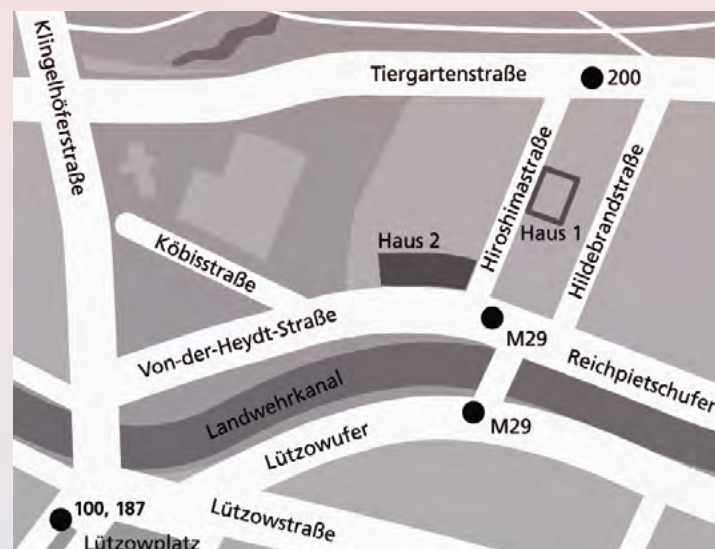 Klingelhöferstraße
Tiergartenstraße
200
Hiroshimastraße
Hildebrandstraße
Haus 1
Haus 2
Köbisstraße
Von-der-Heydt-Straße
M29
Reichpietschufer
Landwehrkanal
M29
Lützowufer
100, 187
Lützowstraße
Lützowplatz